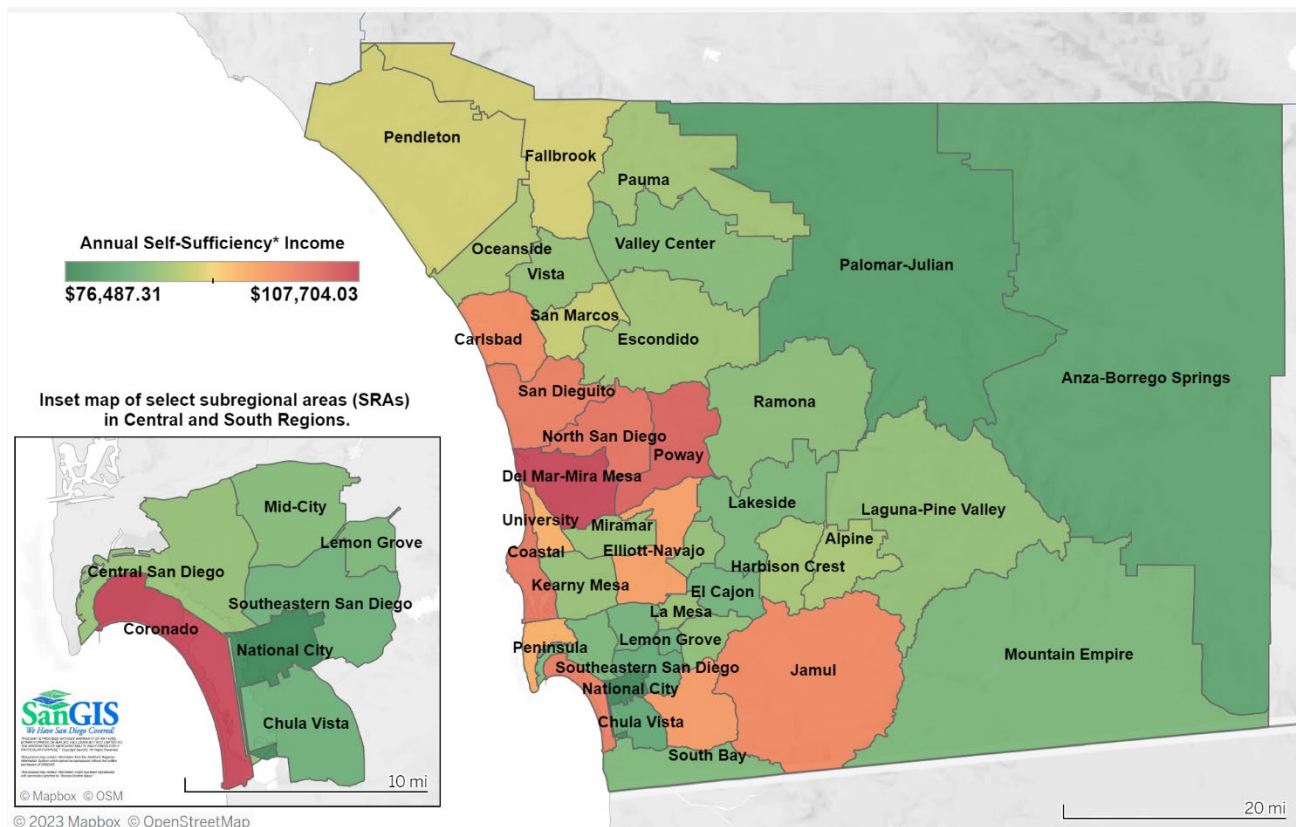 Pendleton
Fallbrook
Pauma
Annual Self-Sufficiency* Income
$76,487.31
$107,704.03
Oceanside
Valley Center
Vista
Palomar-Julian
San Marcos
Carlsbad
Escondido
Anza-Borrego Springs
San Dieguito
Ramona
North San Diego
Poway
Del Mar-Mira Mesa
Lakeside
University
Miramar
Laguna-Pine Valley
Alpine
Coastal
Elliott-Navajo
Harbison Crest
Kearny Mesa
El Cajon
La Mesa
Peninsula
Lemon Grove
Southeastern San Diego
Jamul
Mountain Empire
National City
Chula Vista
South Bay
Inset map of select subregional areas (SRAs)
in Central and South Regions.
Mid-City
Lemon Grove
Central San Diego
Southeastern San Diego
Coronado
National City
Chula Vista
SanGIS
We Have San Diego Covered!
10 mi
© Mapbox © OSM
20 mi
© 2023 Mapbox © OpenStreetMap